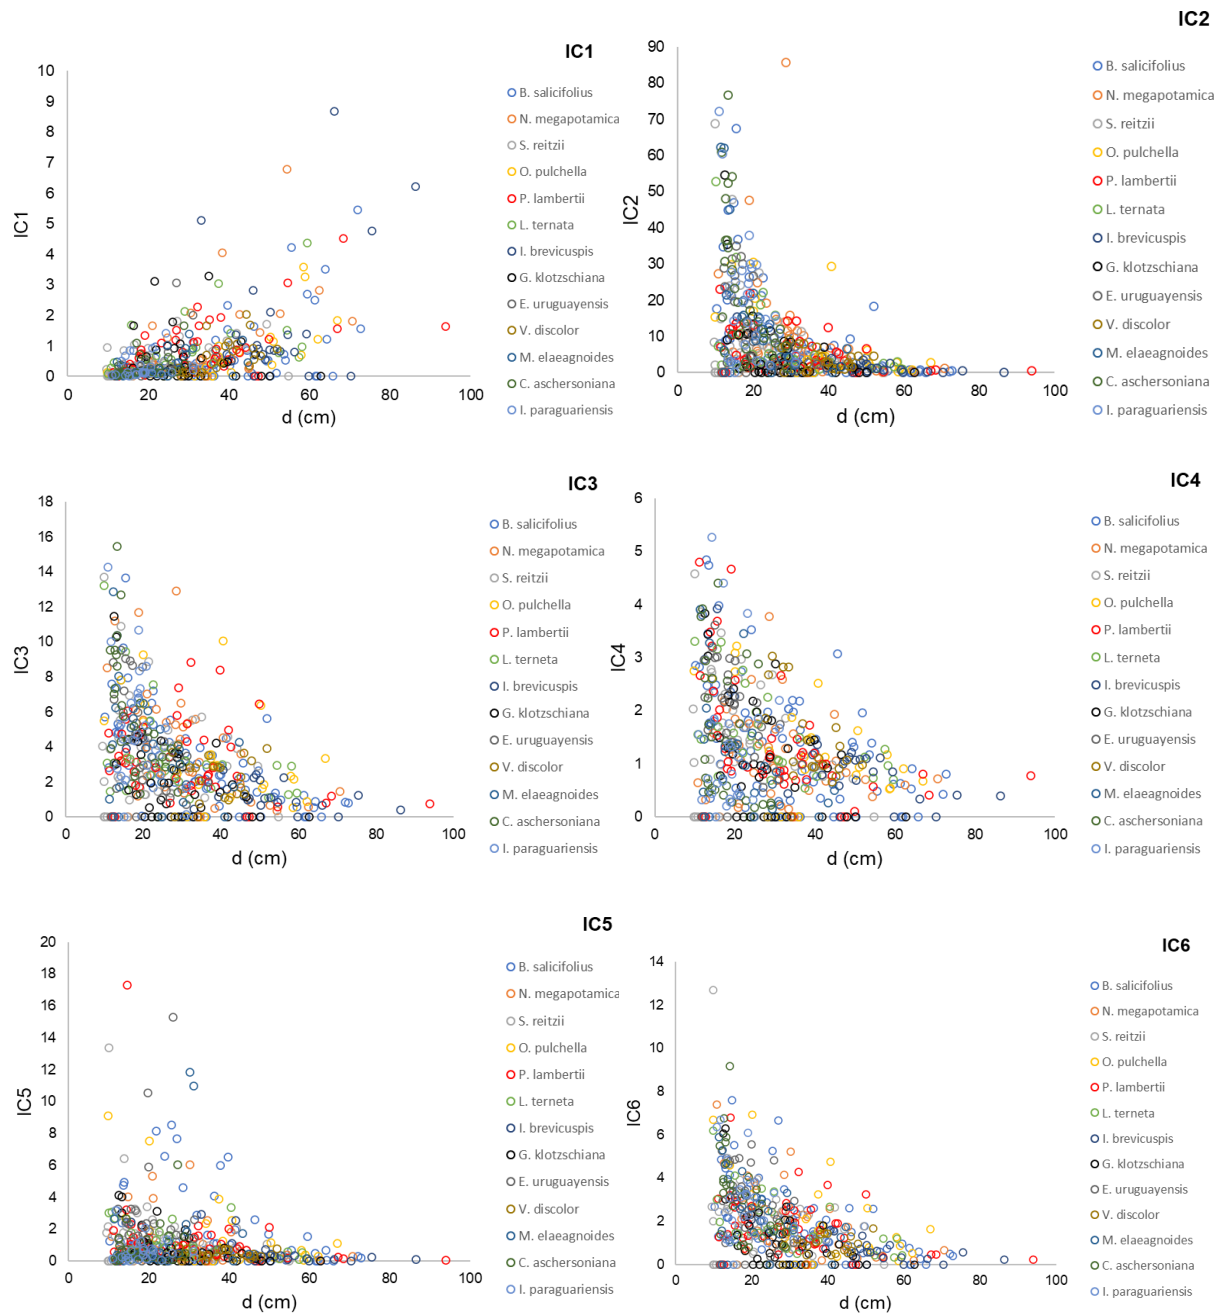 IC1
10
9
8
7
6
5
4
3
2
1
0
IC1
0 20 40 60 80 100
d (cm)
B. salicifolius
N. megapotamica
S. reitzii
O. pulchella
P. lambertii
L. ternata
I. brevicuspis
G. klotzschiana
E. uruguayensis
V. discolor
M. elaeagnoides
C. aschersoniana
I. paraguariensis
IC2
90
80
70
60
50
40
30
20
10
0
IC2
0 20 40 60 80 100
d (cm)
B. salicifolius
N. megapotamica
S. reitzii
O. pulchella
P. lambertii
L. ternata
I. brevicuspis
G. klotzschiana
E. uruguayensis
V. discolor
M. elaeagnoides
C. aschersoniana
I. paraguariensis
IC3
18
16
14
12
10
8
6
4
2
0
IC3
0 20 40 60 80 100
d (cm)
B. salicifolius
N. megapotamica
S. reitzii
O. pulchella
P. lambertii
L. terneta
I. brevicuspis
G. klotzschiana
E. uruguayensis
V. discolor
M. elaeagnoides
C. aschersoniana
I. paraguariensis
IC4
6
5
4
3
2
1
0
IC4
0 20 40 60 80 100
d (cm)
B. salicifolius
N. megapotamica
S. reitzii
O. pulchella
P. lambertii
L. terneta
I. brevicuspis
G. klotzschiana
E. uruguayensis
V. discolor
M. elaeagnoides
C. aschersoniana
I. paraguariensis
IC5
20
18
16
14
12
10
8
6
4
2
0
IC5
0 20 40 60 80 100
d (cm)
B. salicifolius
N. megapotamica
S. reitzii
O. pulchella
P. lambertii
L. terneta
I. brevicuspis
G. klotzschiana
E. uruguayensis
V. discolor
M. elaeagnoides
C. aschersoniana
I. paraguariensis
IC6
14
12
10
8
6
4
2
0
IC6
0 20 40 60 80 100
d (cm)
B. salicifolius
N. megapotamica
S. reitzii
O. pulchella
P. lambertii
L. terneta
I. brevicuspis
G. klotzschiana
E. uruguayensis
V. discolor
M. elaeagnoides
C. aschersoniana
I. paraguariensis